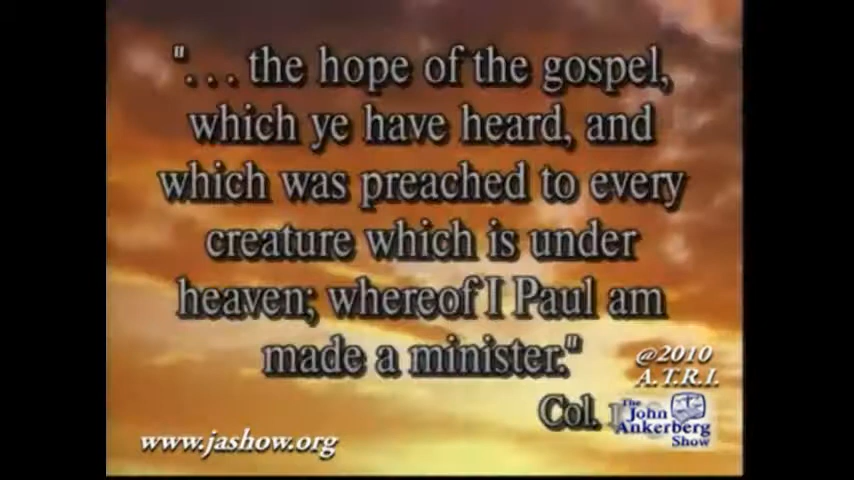 ". . . the hope of the gospel,
which ye have heard, and
which was preached to every
creature which is under
heaven; whereof I Paul am
made a minister."
@2010
A.T.R.I.
Col.
The
John
Ankerberg
Show
www.jashow.org